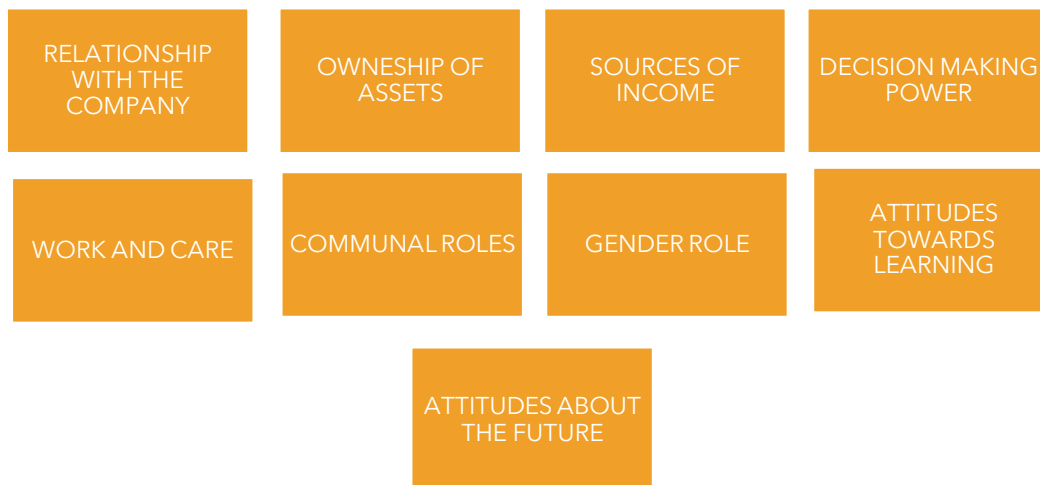 RELATIONSHIP
WITH THE
COMPANY
OWNESHIP OF
ASSETS
SOURCES OF
INCOME
DECISION MAKING
POWER
WORK AND CARE
COMMUNAL ROLES
GENDER ROLE
ATTITUDES
TOWARDS
LEARNING
ATTITUDES ABOUT
THE FUTURE